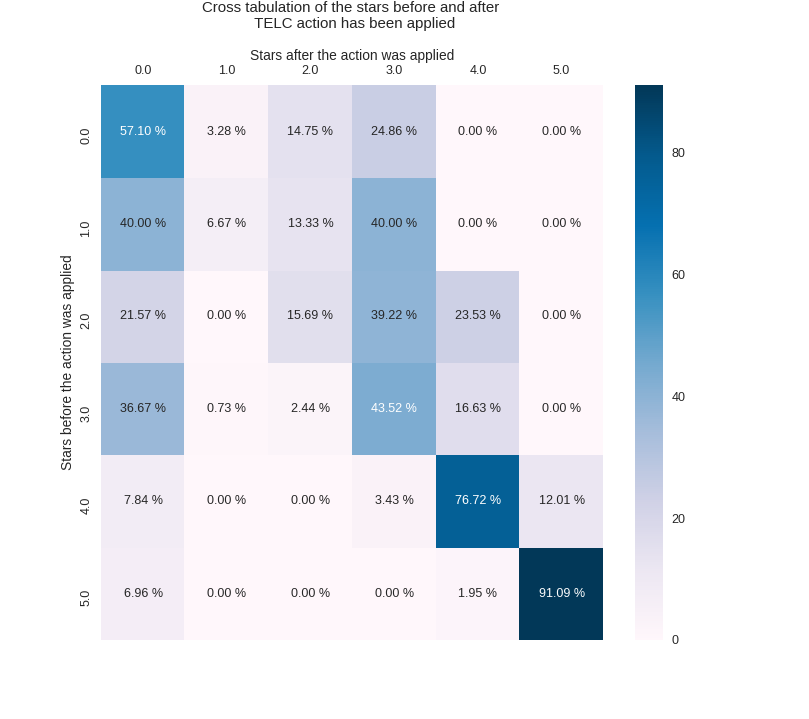 Cross tabulation of the stars before and after
TELC action has been applied
Stars after the action was applied
0.0 1.0 2.0 3.0 4.0 5.0
Stars before the action was applied
0.0 57.10 % 3.28 % 14.75 % 24.86 % 0.00 % 0.00 %
1.0 40.00 % 6.67 % 13.33 % 40.00 % 0.00 % 0.00 %
2.0 21.57 % 0.00 % 15.69 % 39.22 % 23.53 % 0.00 %
3.0 36.67 % 0.73 % 2.44 % 43.52 % 16.63 % 0.00 %
4.0 7.84 % 0.00 % 0.00 % 3.43 % 76.72 % 12.01 %
5.0 6.96 % 0.00 % 0.00 % 0.00 % 1.95 % 91.09 %
80
60
40
20
0